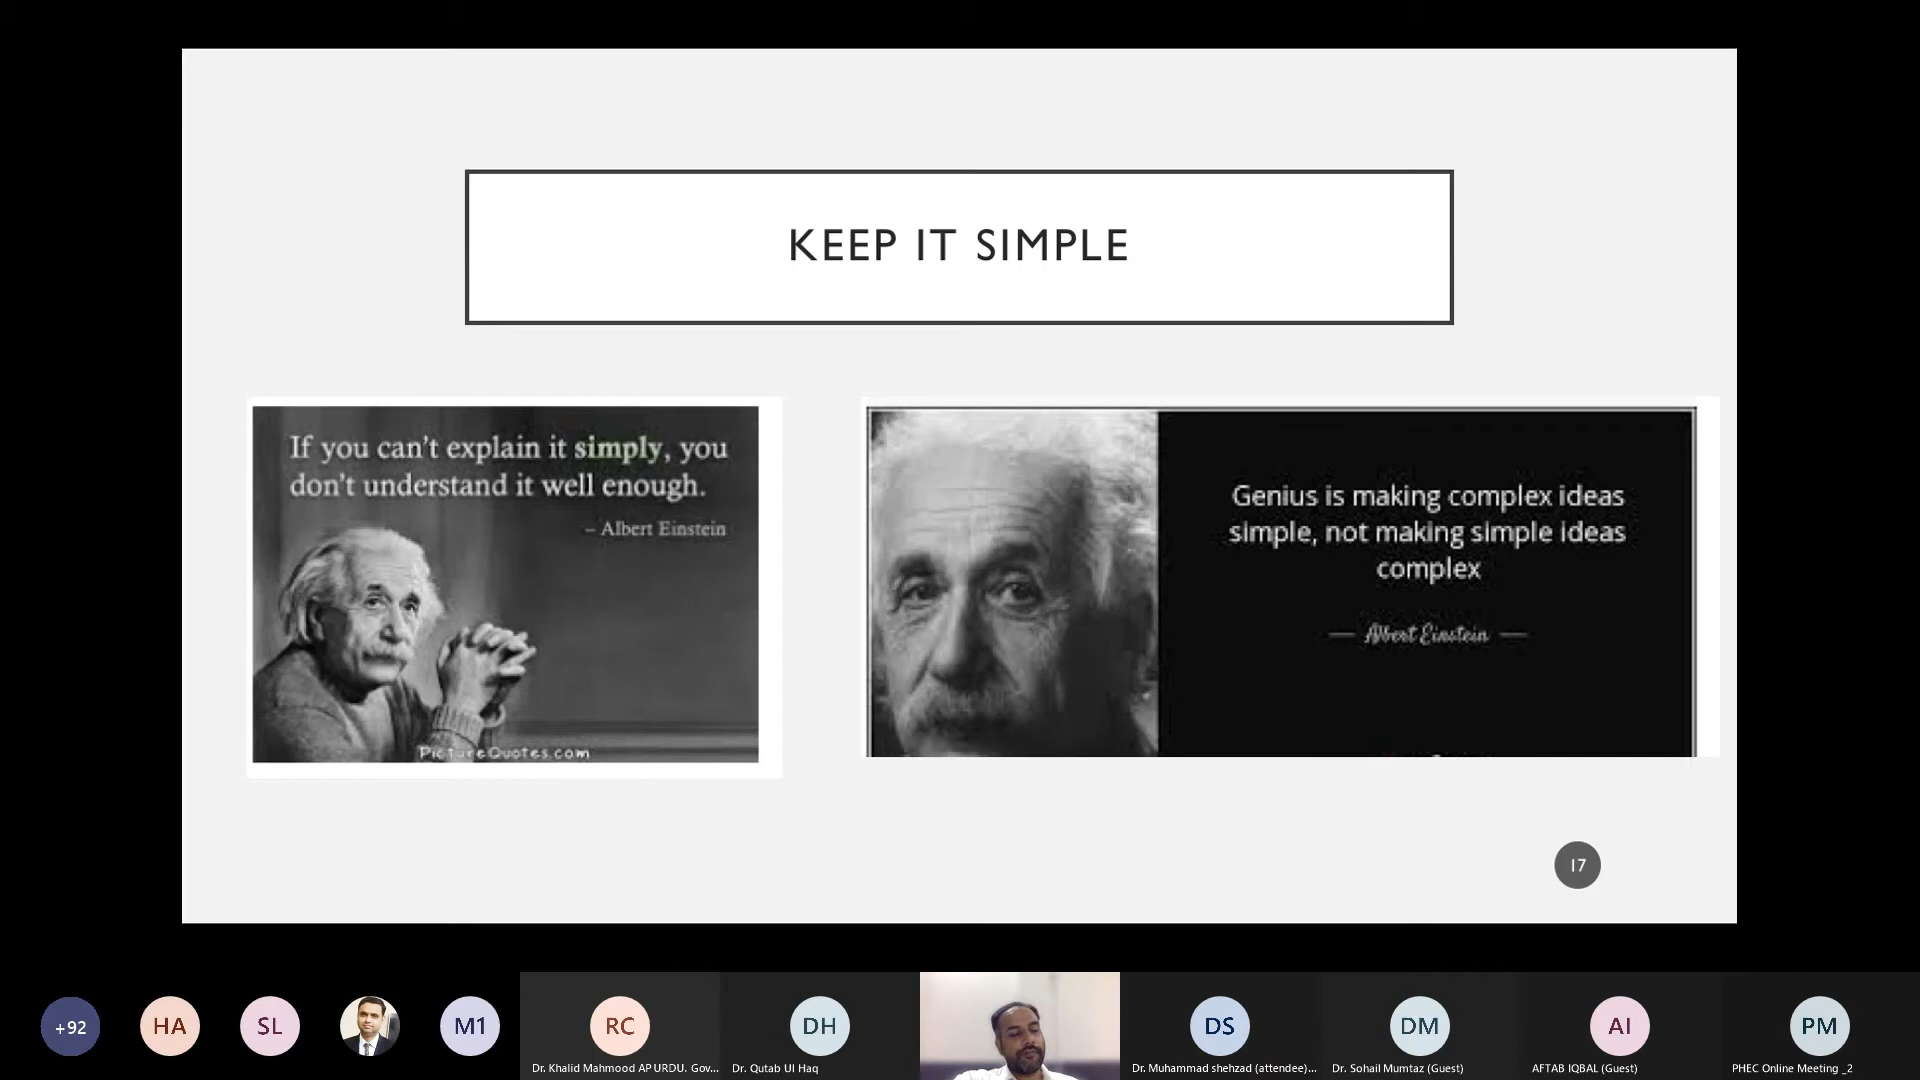 KEEP IT SIMPLE
If you can't explain it simply, you
don't understand it well enough.
– Albert Einstein
PictureQuotes.com
Genius is making complex ideas
simple, not making simple ideas
complex
— Albert Einstein —
17
+92
HA
SL
M1
RC
Dr. Khalid Mahmood AP URDU. Gov...
DH
Dr. Qutab Ul Haq
DS
Dr. Muhammad shehzad (attendee)...
DM
Dr. Sohail Mumtaz (Guest)
AI
AFTAB IQBAL (Guest)
PM
PHEC Online Meeting _2